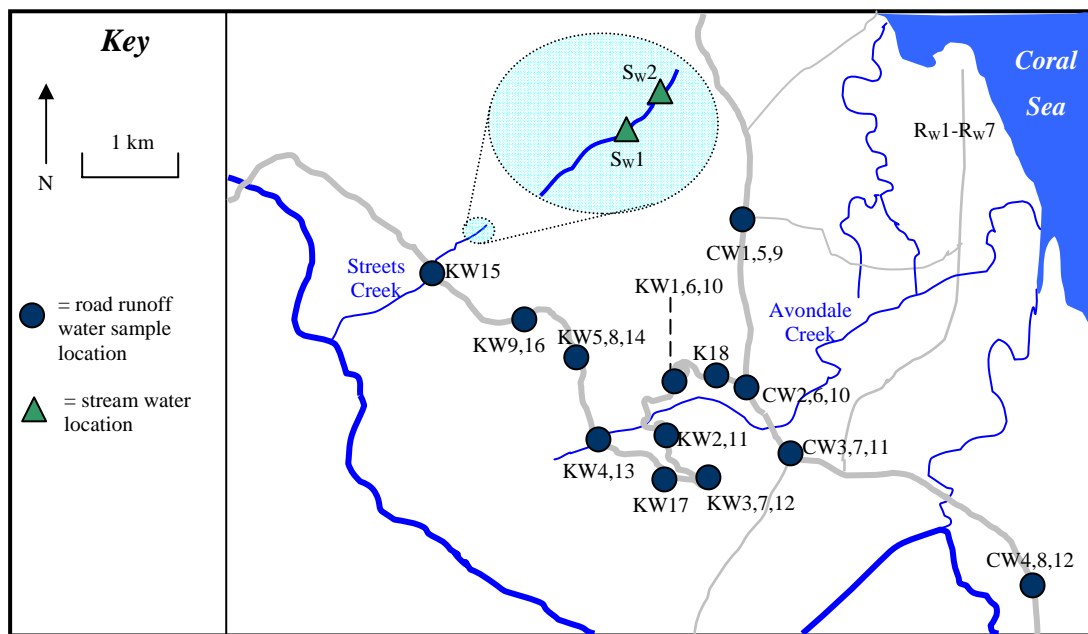 Key
1 km
N
= road runoff
water sample
location
= stream water
location
SW2
SW1
Coral
Sea
RW1-RW7
CW1,5,9
Streets
Creek
KW15
KW1,6,10
Avondale
Creek
KW9,16
KW5,8,14
K18
CW2,6,10
KW2,11
CW3,7,11
KW4,13
KW17
KW3,7,12
CW4,8,12